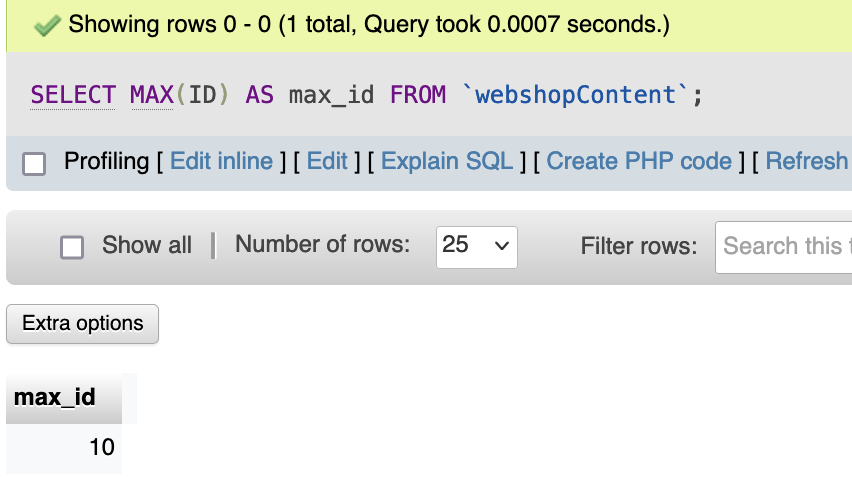 Showing rows 0 - 0 (1 total, Query took 0.0007 seconds.)
SELECT MAX(ID) AS max_id FROM `webshopContent`;
Profiling [ Edit inline ] [ Edit ] [ Explain SQL ] [ Create PHP code ] [ Refresh
Show all | Number of rows: 25 Filter rows: Search this t
Extra options
max_id
10